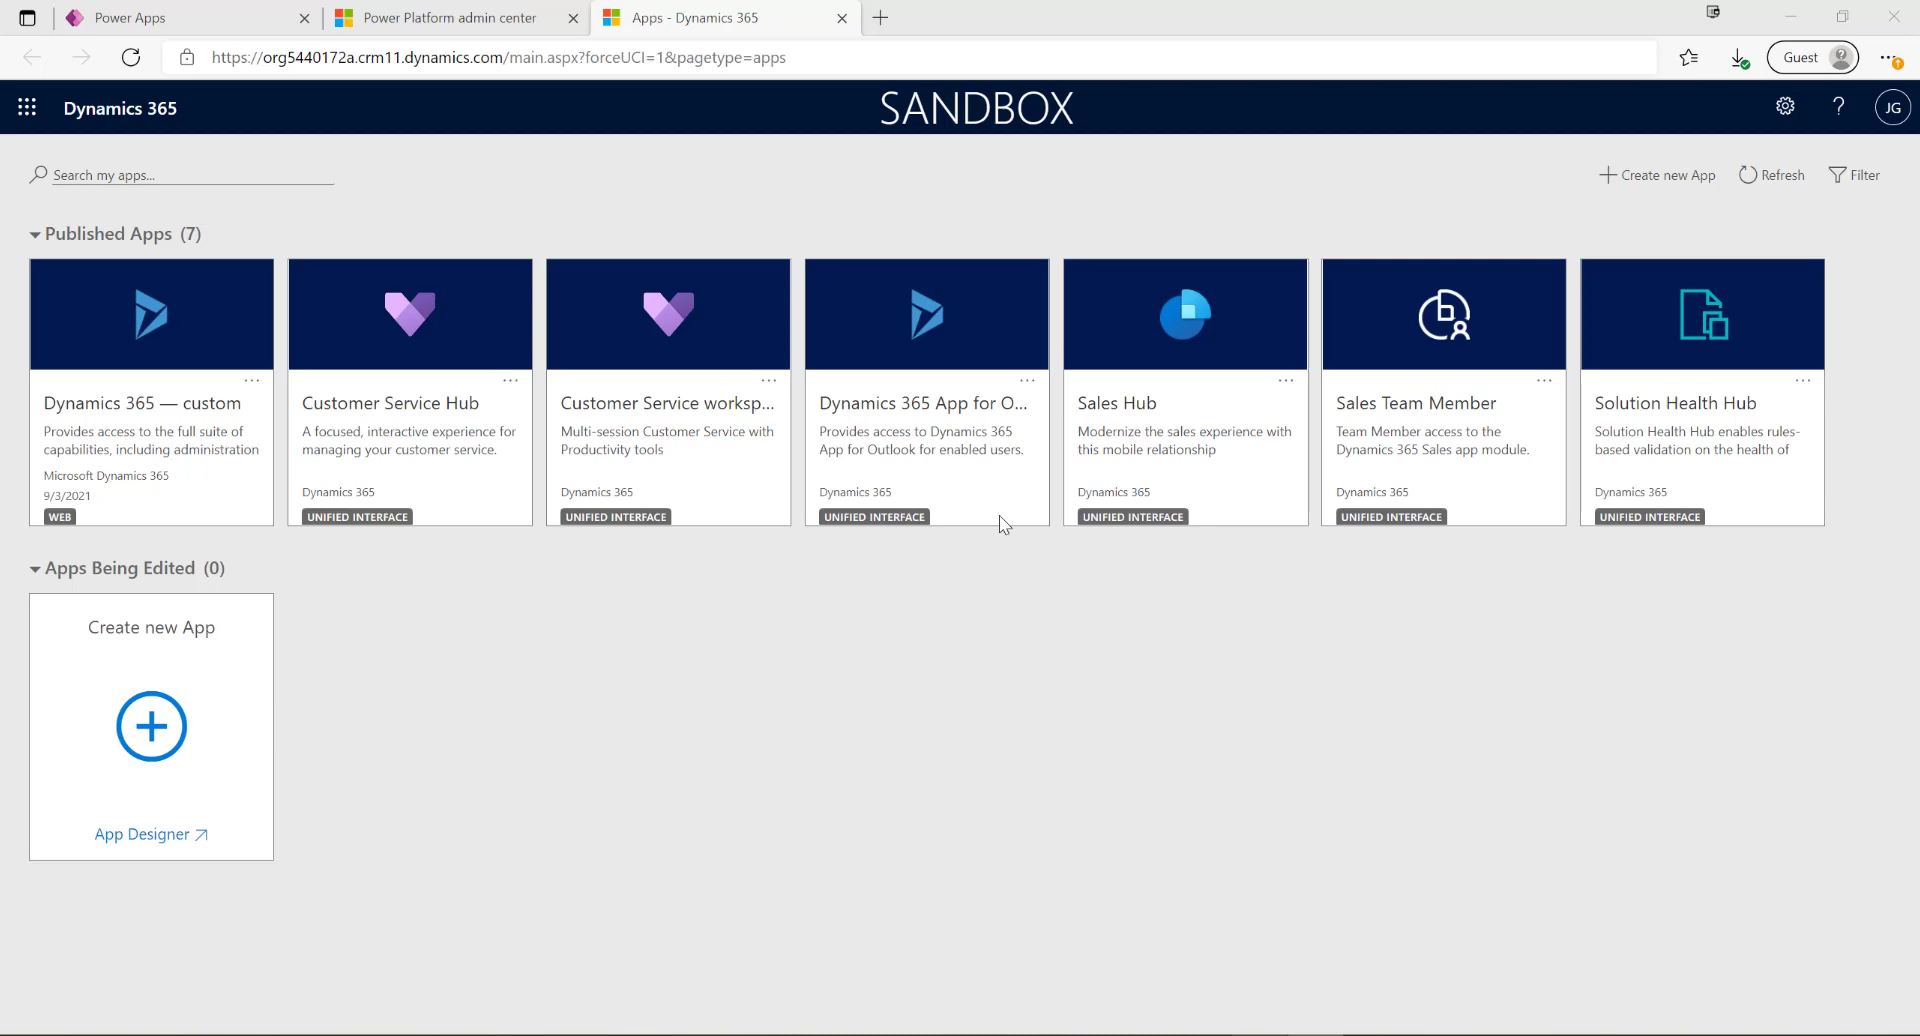 Power Apps
Power Platform admin center
Apps - Dynamics 365
https://org5440172a.crm11.dynamics.com/main.aspx?forceUCI=1&pagetype=apps
Guest
Dynamics 365
SANDBOX
JG
Search my apps...
Create new App
Refresh
Filter
Published Apps (7)
Dynamics 365 — custom
Provides access to the full suite of
capabilities, including administration
Microsoft Dynamics 365
9/3/2021
WEB
Customer Service Hub
A focused, interactive experience for
managing your customer service.
Dynamics 365
UNIFIED INTERFACE
Customer Service worksp...
Multi-session Customer Service with
Productivity tools
Dynamics 365
UNIFIED INTERFACE
Dynamics 365 App for O...
Provides access to Dynamics 365
App for Outlook for enabled users.
Dynamics 365
UNIFIED INTERFACE
Sales Hub
Modernize the sales experience with
this mobile relationship
Dynamics 365
UNIFIED INTERFACE
Sales Team Member
Team Member access to the
Dynamics 365 Sales app module.
Dynamics 365
UNIFIED INTERFACE
Solution Health Hub
Solution Health Hub enables rules-
based validation on the health of
Dynamics 365
UNIFIED INTERFACE
Apps Being Edited (0)
Create new App
App Designer